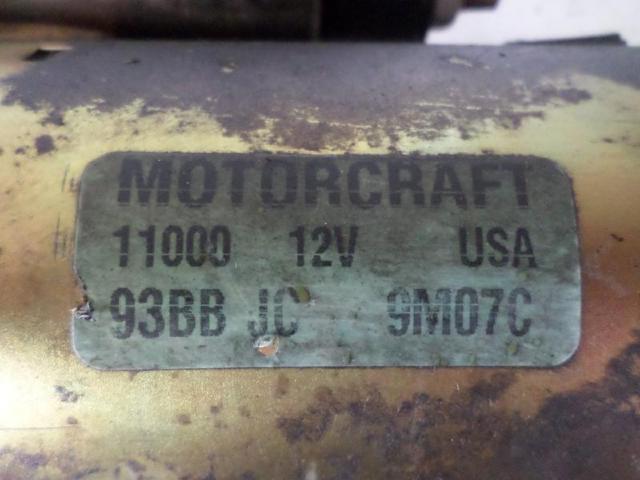 MOTORCRAFT
11000 12V USA
93BB JC 9M07C